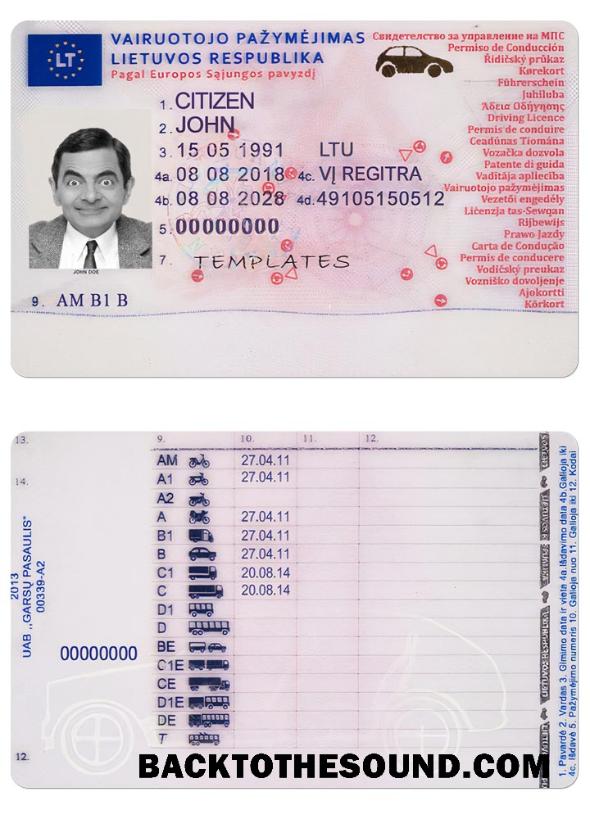 LT
VAIRUOTOJO PAŽYMĖJIMAS
LIETUVOS RESPUBLIKA
Pagal Europos Sąjungos pavyzdį
Свидетелство за управление на МПС
Permiso de Conducción
Řidičský průkaz
Kørekort
Führerschein
Juhiluba
Άδεια Οδήγησης
Driving Licence
Permis de conduire
Ceadúnas Tiomána
Vozačka dozvola
Patente di guida
Vadītāja apliecība
Vairuotojo pažymėjimas
Vezetői engedély
Liċenzja tas-Sewqan
Rijbewijs
Prawo Jazdy
Carta de Condução
Permis de conducere
Vodičský preukaz
Vozniško dovoljenje
Ajokortti
Körkort
1. CITIZEN
2. JOHN
3. 15 05 1991 LTU
4a. 08 08 2018 4c. VĮ REGITRA
4b. 08 08 2028 4d. 49105150512
5. 00000000
7. TEMPLATES
JOHN DOE
9. AM B1 B
13.
14.
2013
UAB „GARSŲ PASAULIS"
00339-A2
00000000
12.
9. 10. 11. 12.
AM 27.04.11
A1 27.04.11
A2
A 27.04.11
B1 27.04.11
B 27.04.11
C1 20.08.14
C 20.08.14
D1
D
BE
C1E
CE
D1E
DE
T
1. Pavardė 2. Vardas 3. Gimimo data ir vieta 4a. Išdavimo data 4b. Galioja iki
4c. Išdavė 5. Pažymėjimo numeris 10. Galioja nuo 11. Galioja iki 12. Kodai
BACKTOTHESOUND.COM